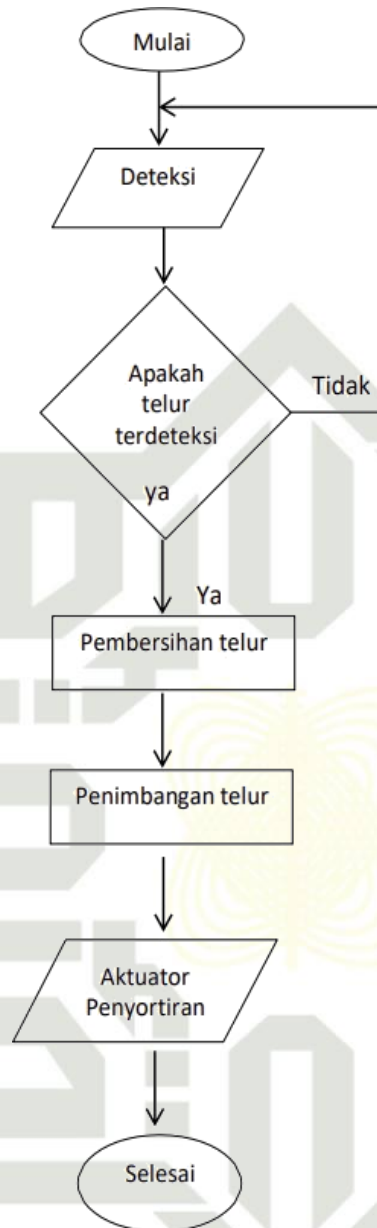 Mulai
Deteksi
Apakah
telur
terdeteksi
Tidak
ya
Ya
Pembersihan telur
Penimbangan telur
Aktuator
Penyortiran
Selesai